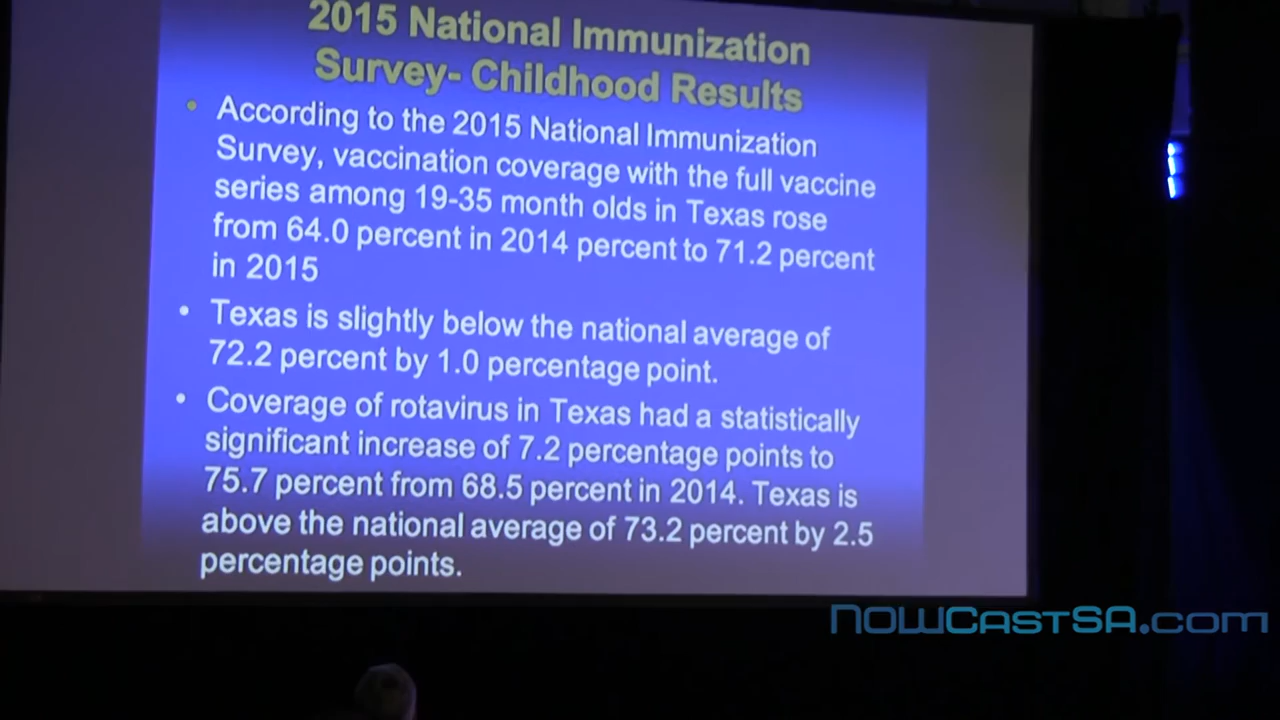 2015 National Immunization
Survey- Childhood Results
• According to the 2015 National Immunization
Survey, vaccination coverage with the full vaccine
series among 19-35 month olds in Texas rose
from 64.0 percent in 2014 percent to 71.2 percent
in 2015
• Texas is slightly below the national average of
72.2 percent by 1.0 percentage point.
• Coverage of rotavirus in Texas had a statistically
significant increase of 7.2 percentage points to
75.7 percent from 68.5 percent in 2014. Texas is
above the national average of 73.2 percent by 2.5
percentage points.
NOWCastSA.com